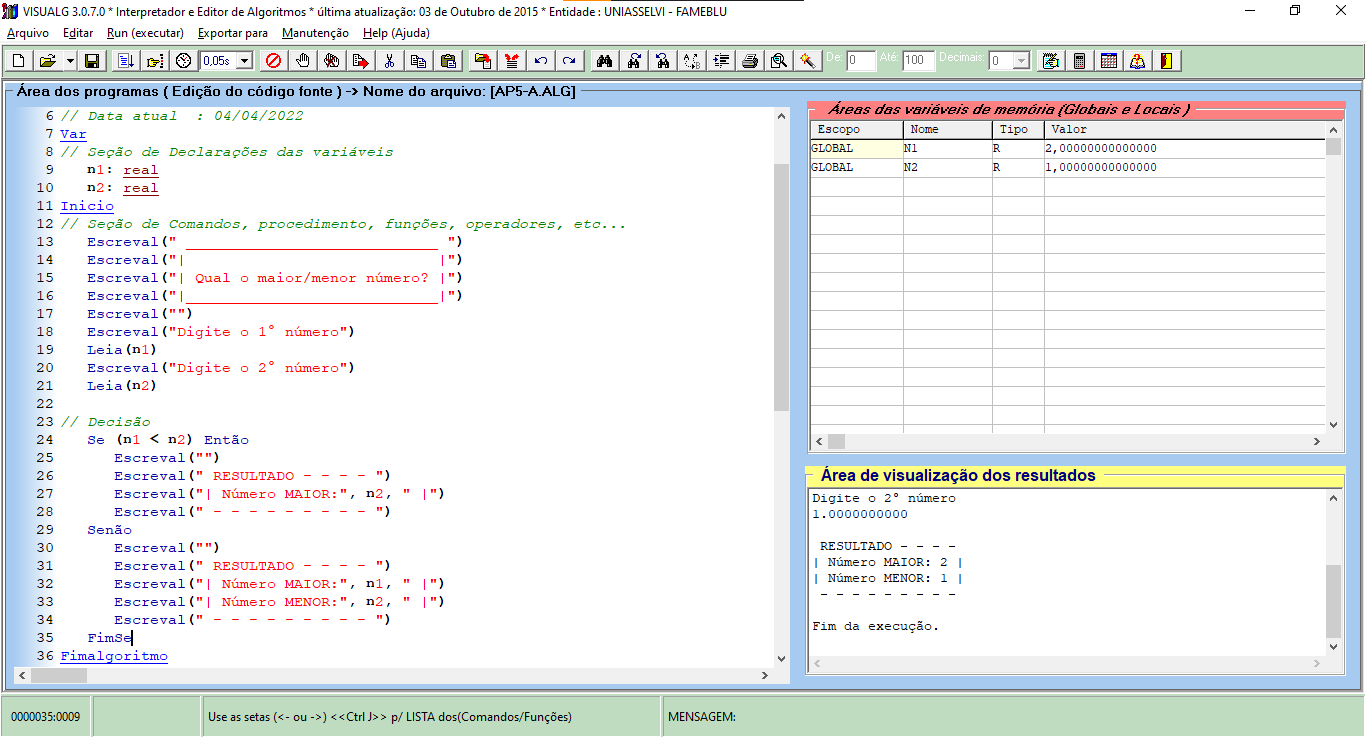 VISUALG 3.0.7.0 * Interpretador e Editor de Algoritmos * última atualização: 03 de Outubro de 2015 * Entidade : UNIASSELVI - FAMEBLU
Arquivo Editar Run (executar) Exportar para Manutenção Help (Ajuda)
0,05s De: 0 Até: 100 Decimais: 0
Área dos programas ( Edição do código fonte ) -> Nome do arquivo: [AP5-A.ALG]
6 // Data atual  : 04/04/2022
7 Var
8 // Seção de Declarações das variáveis
9    n1: real
10    n2: real
11 Inicio
12 // Seção de Comandos, procedimento, funções, operadores, etc...
13    Escreval(" ____________________________ ")
14    Escreval("|                            |")
15    Escreval("| Qual o maior/menor número? |")
16    Escreval("|____________________________|")
17    Escreval("")
18    Escreval("Digite o 1° número")
19    Leia(n1)
20    Escreval("Digite o 2° número")
21    Leia(n2)
22
23 // Decisão
24    Se (n1 < n2) Então
25       Escreval("")
26       Escreval(" RESULTADO - - - - ")
27       Escreval("| Número MAIOR:", n2, " |")
28       Escreval(" - - - - - - - - - ")
29    Senão
30       Escreval("")
31       Escreval(" RESULTADO - - - - ")
32       Escreval("| Número MAIOR:", n1, " |")
33       Escreval("| Número MENOR:", n2, " |")
34       Escreval(" - - - - - - - - - ")
35    FimSe
36 Fimalgoritmo
Áreas das variáveis de memória (Globais e Locais )
Escopo Nome Tipo Valor
GLOBAL N1 R 2,00000000000000
GLOBAL N2 R 1,00000000000000
Área de visualização dos resultados
Digite o 2° número
1.0000000000
 RESULTADO - - - -
| Número MAIOR: 2 |
| Número MENOR: 1 |
 - - - - - - - - -
Fim da execução.
0000035:0009 Use as setas (<- ou ->) <<Ctrl J>> p/ LISTA dos(Comandos/Funções) MENSAGEM: